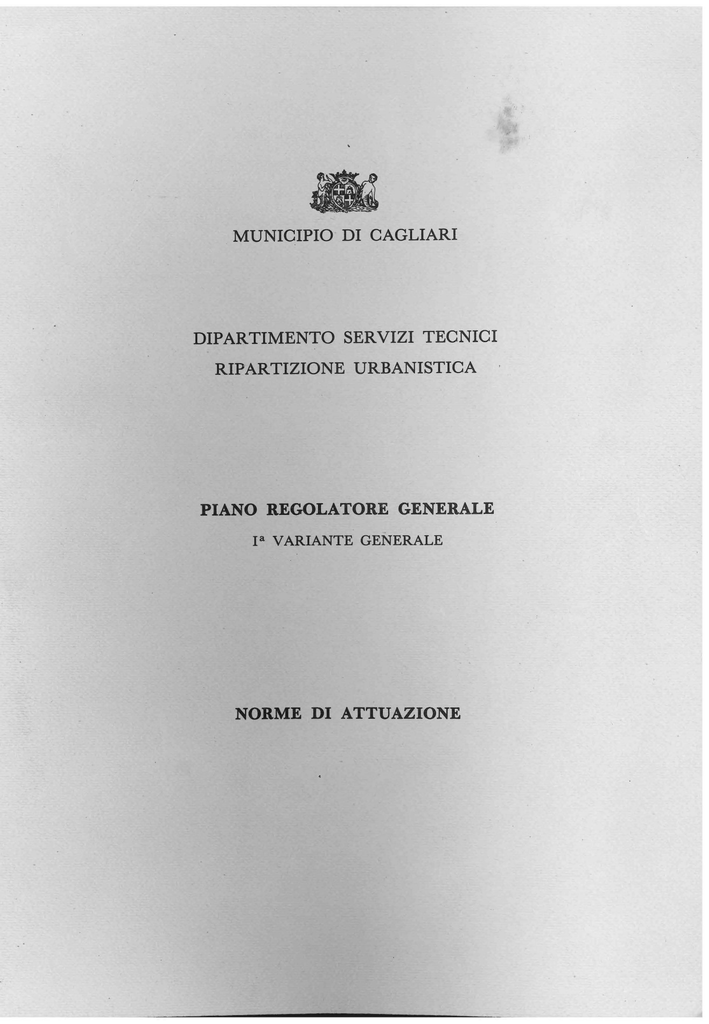 MUNICIPIO DI CAGLIARI
DIPARTIMENTO SERVIZI TECNICI
RIPARTIZIONE URBANISTICA
PIANO REGOLATORE GENERALE
Iª VARIANTE GENERALE
NORME DI ATTUAZIONE